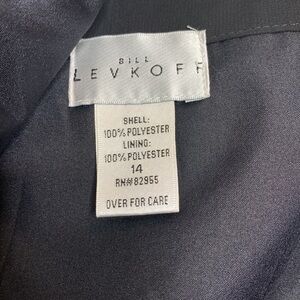 BILL
LEVKOFF
SHELL:
100% POLYESTER
LINING:
100% POLYESTER
14
RN#82955
OVER FOR CARE